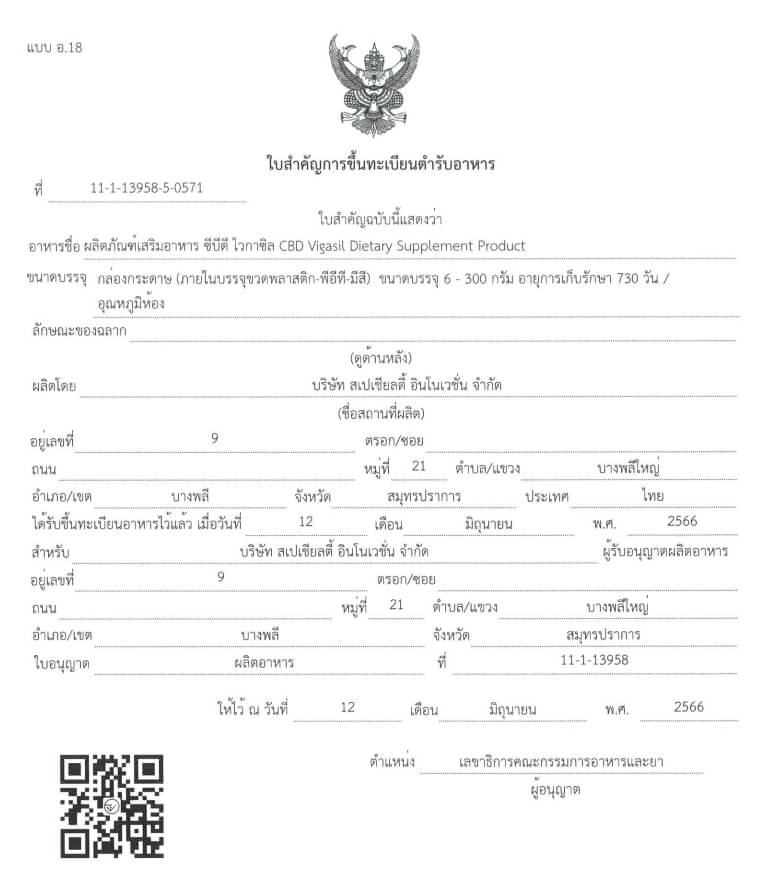 แบบ อ.18
ใบสำคัญการขึ้นทะเบียนตำรับอาหาร
ที่ 11-1-13958-5-0571
ใบสำคัญฉบับนี้แสดงว่า
อาหารชื่อ ผลิตภัณฑ์เสริมอาหาร ซีบีดี ไวกาซิล CBD Vigasil Dietary Supplement Product
ขนาดบรรจุ กล่องกระดาษ (ภายในบรรจุขวดพลาสติก-พีอีที-มีสี) ขนาดบรรจุ 6 - 300 กรัม อายุการเก็บรักษา 730 วัน /
อุณหภูมิห้อง
ลักษณะของฉลาก
(ดูด้านหลัง)
ผลิตโดย บริษัท สเปเชียลตี้ อินโนเวชั่น จำกัด
(ชื่อสถานที่ผลิต)
อยู่เลขที่ 9 ตรอก/ซอย
ถนน หมู่ที่ 21 ตำบล/แขวง บางพลีใหญ่
อำเภอ/เขต บางพลี จังหวัด สมุทรปราการ ประเทศ ไทย
ได้รับขึ้นทะเบียนอาหารไว้แล้ว เมื่อวันที่ 12 เดือน มิถุนายน พ.ศ. 2566
สำหรับ บริษัท สเปเชียลตี้ อินโนเวชั่น จำกัด ผู้รับอนุญาตผลิตอาหาร
อยู่เลขที่ 9 ตรอก/ซอย
ถนน หมู่ที่ 21 ตำบล/แขวง บางพลีใหญ่
อำเภอ/เขต บางพลี จังหวัด สมุทรปราการ
ใบอนุญาต ผลิตอาหาร ที่ 11-1-13958
ให้ไว้ ณ วันที่ 12 เดือน มิถุนายน พ.ศ. 2566
ตำแหน่ง เลขาธิการคณะกรรมการอาหารและยา
ผู้อนุญาต